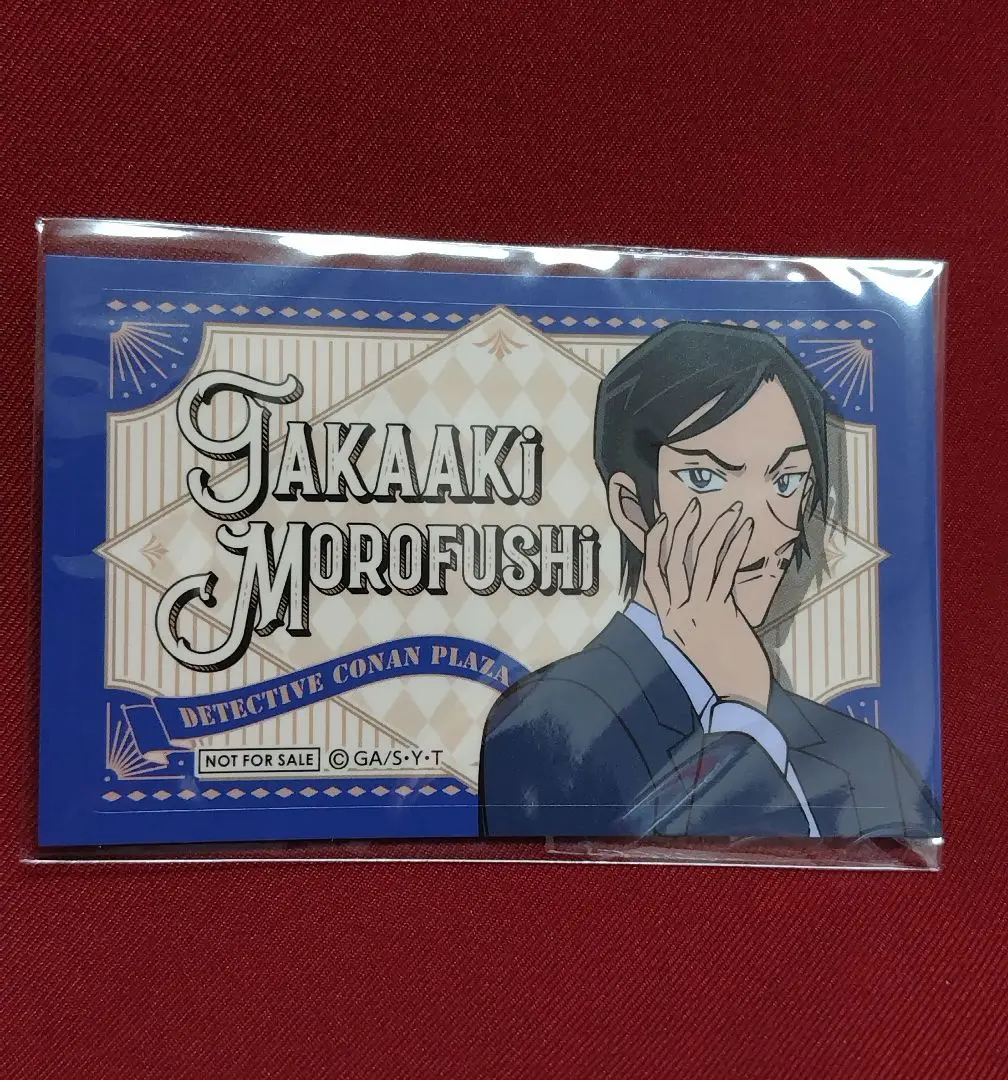 TAKAAKi
MOROFUSHi
DETECTIVE CONAN PLAZA
NOT FOR SALE ©GA/S・Y・T